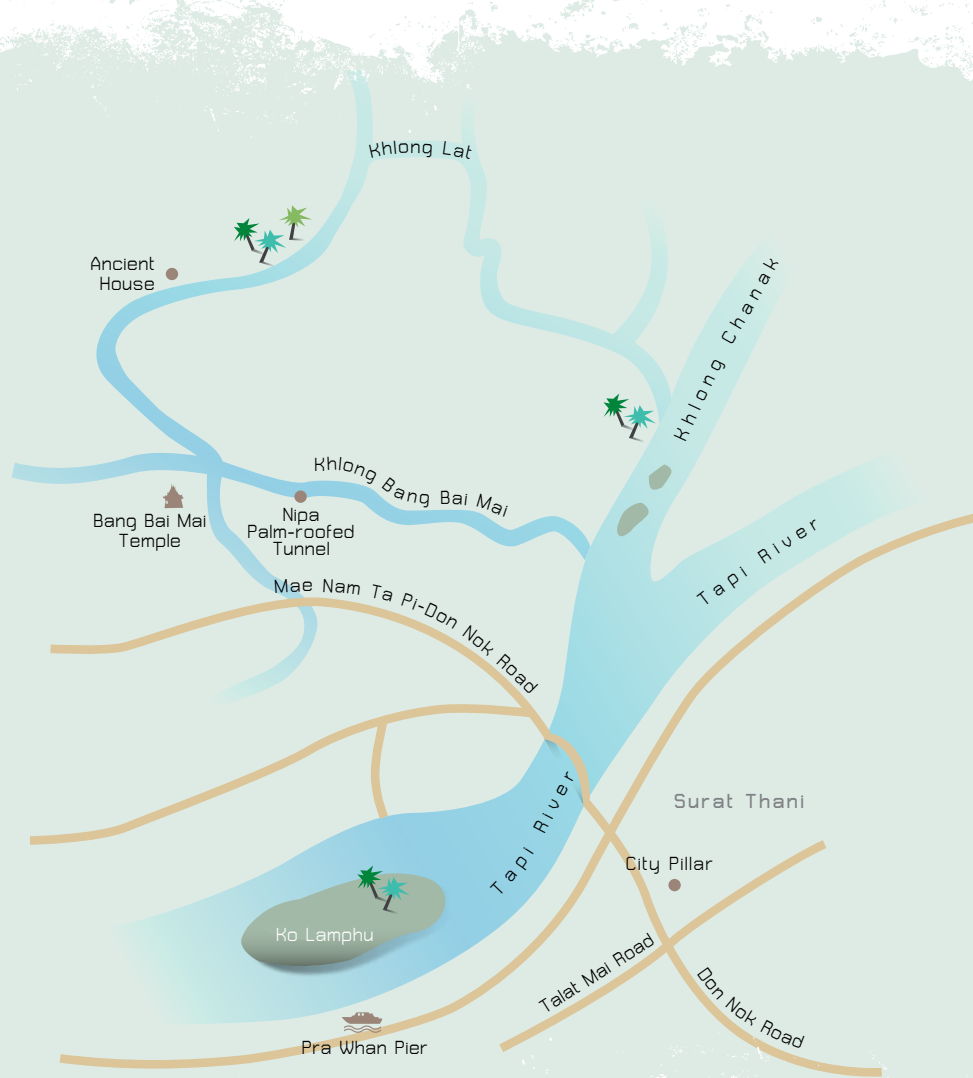 Khlong Lat
Ancient
House
Khlong Chanak
Khlong Bang Bai Mai
Bang Bai Mai
Temple
Nipa
Palm-roofed
Tunnel
Tapi River
Mae Nam Ta Pi-Don Nok Road
Tapi River
Surat Thani
City Pillar
Ko Lamphu
Talat Mai Road
Don Nok Road
Pra Whan Pier